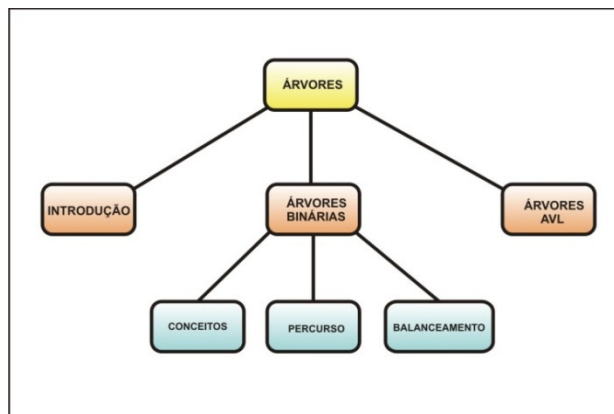 ÁRVORES
INTRODUÇÃO
ÁRVORES
BINÁRIAS
ÁRVORES
AVL
CONCEITOS
PERCURSO
BALANCEAMENTO